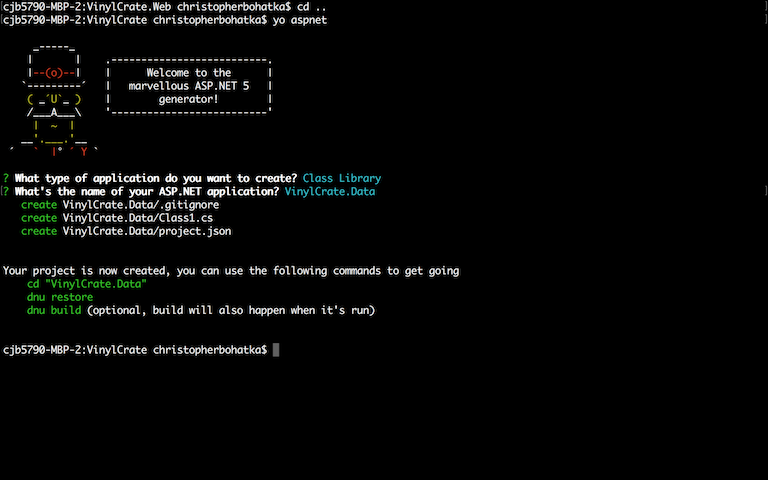 cjb5790-MBP-2:VinylCrate.Web christopherbohatka$ cd ..
cjb5790-MBP-2:VinylCrate christopherbohatka$ yo aspnet
Welcome to the
marvellous ASP.NET 5
generator!
? What type of application do you want to create? Class Library
? What's the name of your ASP.NET application? VinylCrate.Data
create VinylCrate.Data/.gitignore
create VinylCrate.Data/Class1.cs
create VinylCrate.Data/project.json
Your project is now created, you can use the following commands to get going
cd "VinylCrate.Data"
dnu restore
dnu build (optional, build will also happen when it's run)
cjb5790-MBP-2:VinylCrate christopherbohatka$